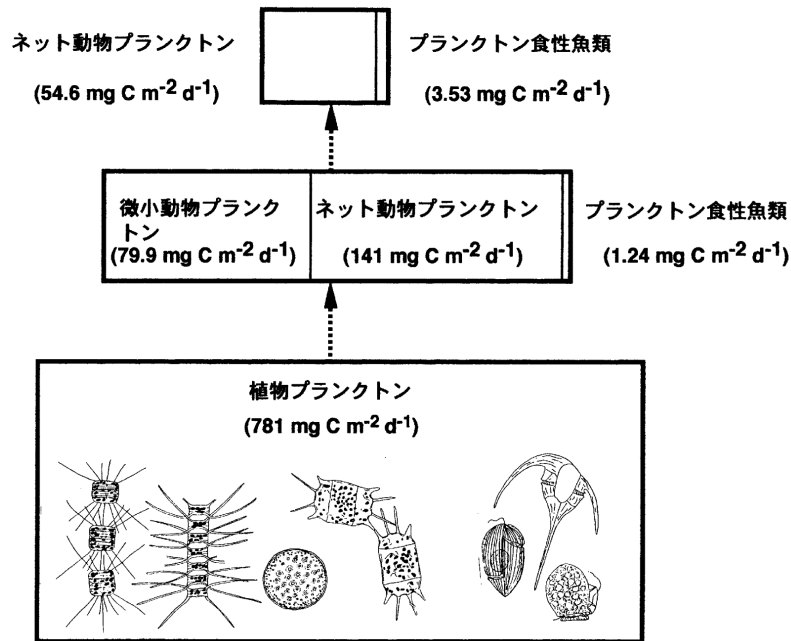 ネット動物プランクトン
(54.6 mg C m-2 d-1)
プランクトン食性魚類
(3.53 mg C m-2 d-1)
微小動物プランク
トン
(79.9 mg C m-2 d-1)
ネット動物プランクトン
(141 mg C m-2 d-1)
プランクトン食性魚類
(1.24 mg C m-2 d-1)
植物プランクトン
(781 mg C m-2 d-1)